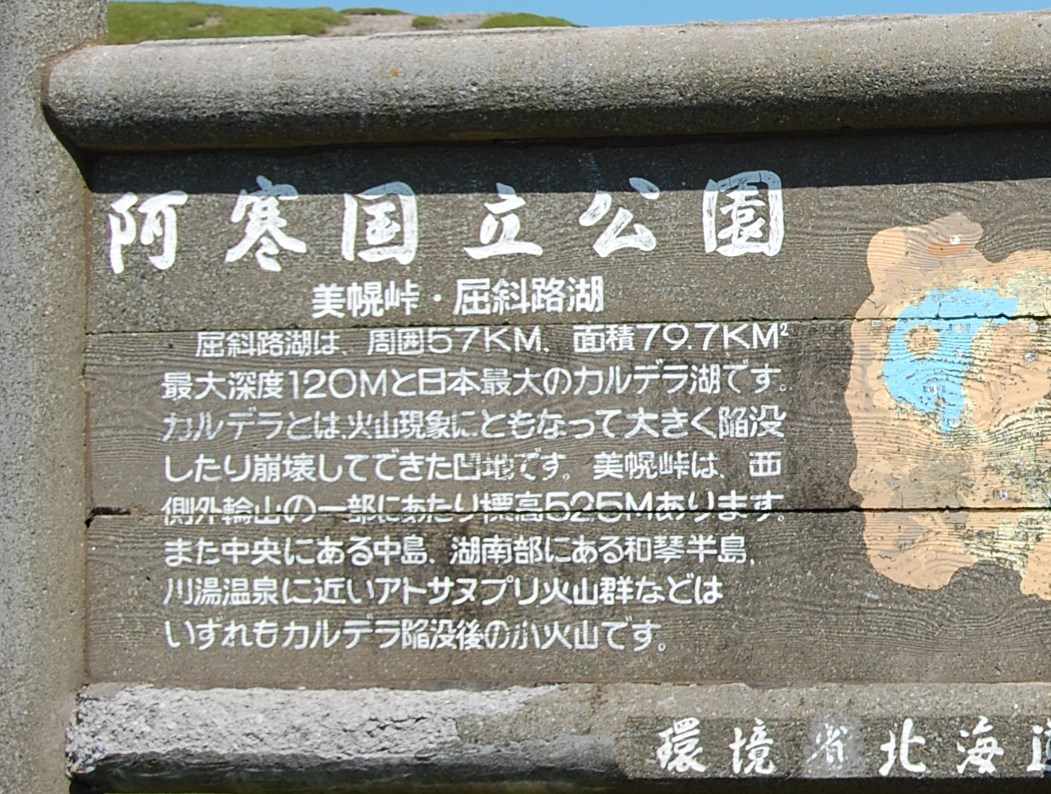 阿寒国立公園
美幌峠・屈斜路湖
屈斜路湖は、周囲57KM、面積79.7KM²
最大深度120Mと日本最大のカルデラ湖です。
カルデラとは、火山現象にともなって大きく陥没
したり崩壊してできた凹地です。美幌峠は、西
側外輪山の一部にあたり標高525Mあります。
また中央にある中島、湖南部にある和琴半島、
川湯温泉に近いアトサヌプリ火山群などは
いずれもカルデラ陥没後の小火山です。
環境省北海道